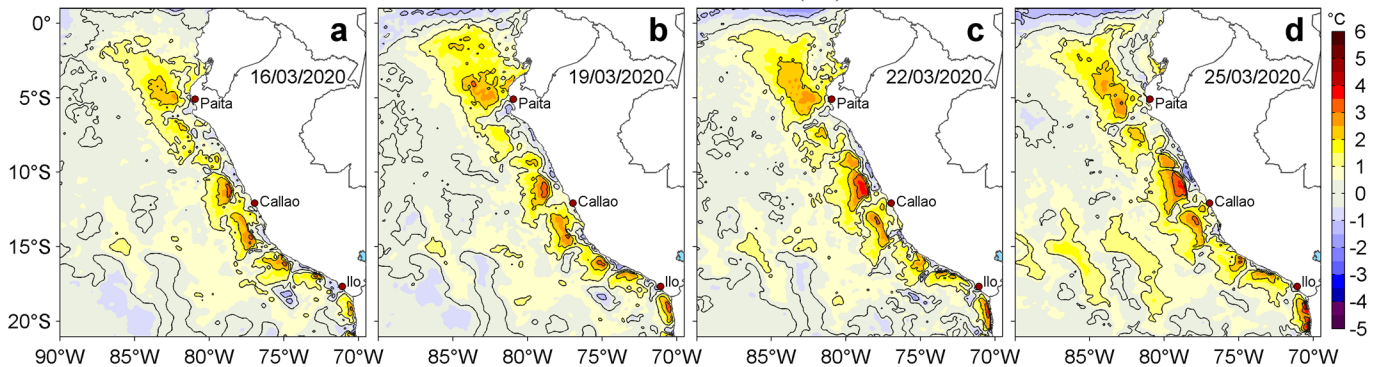 a
b
c
d
°C
16/03/2020
19/03/2020
22/03/2020
25/03/2020
Paita
Callao
Ilo
Paita
Callao
Ilo
Paita
Callao
Ilo
Paita
Callao
Ilo
0°
5°S
10°S
15°S
20°S
90°W 85°W 80°W 75°W 70°W
85°W 80°W 75°W 70°W
85°W 80°W 75°W 70°W
85°W 80°W 75°W 70°W
6
5
4
3
2
1
0
-1
-2
-3
-4
-5